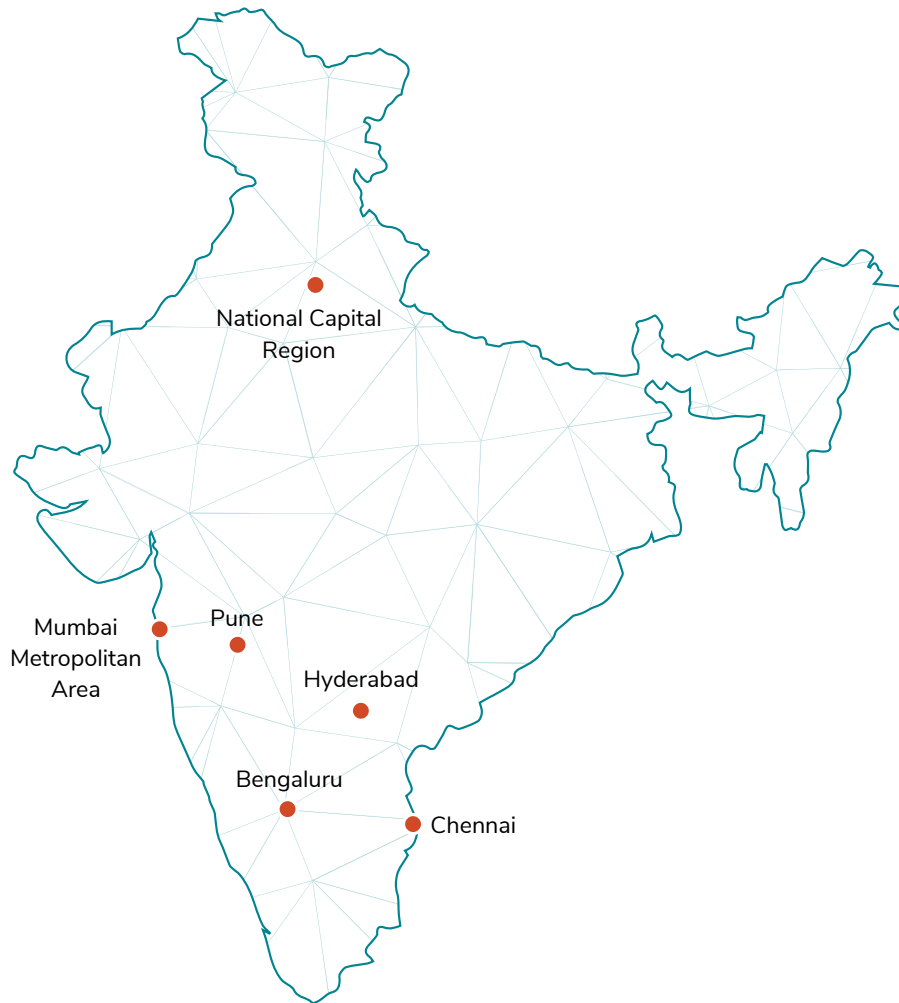 National Capital
Region
Pune
Mumbai
Metropolitan
Area
Hyderabad
Bengaluru
Chennai